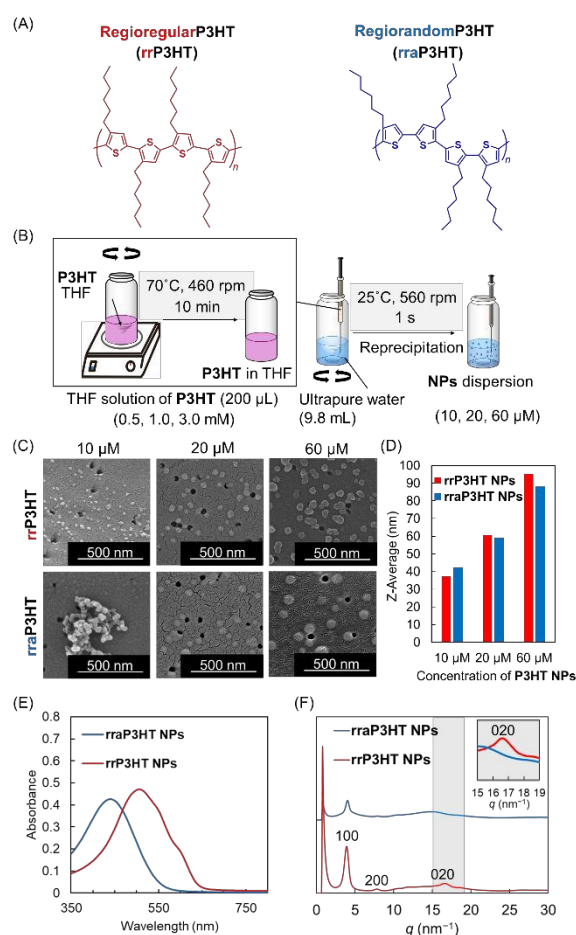 (A)
RegioregularP3HT
(rrP3HT)
RegiorandomP3HT
(rraP3HT)
S
S
S
S
n
S
S
S
S
n
(B)
P3HT
THF
70˚C, 460 rpm
10 min
P3HT in THF
THF solution of P3HT (200 μL)
(0.5, 1.0, 3.0 mM)
25˚C, 560 rpm
1 s
Reprecipitation
Ultrapure water
(9.8 mL)
NPs dispersion
(10, 20, 60 μM)
(C)
10 μM
20 μM
60 μM
rrP3HT
500 nm
500 nm
500 nm
rraP3HT
500 nm
500 nm
500 nm
(D)
100
90
80
70
60
50
40
30
20
10
0
Z-Average (nm)
rrP3HT NPs
rraP3HT NPs
10 μM
20 μM
60 μM
Concentration of P3HT NPs
(E)
0.8
0.7
0.6
0.5
0.4
0.3
0.2
0.1
0
Absorbance
rraP3HT NPs
rrP3HT NPs
350
550
750
Wavelength (nm)
(F)
rraP3HT NPs
rrP3HT NPs
020
15 16 17 18 19
q (nm⁻¹)
100
200
020
0
5
10
15
20
25
30
q (nm⁻¹)